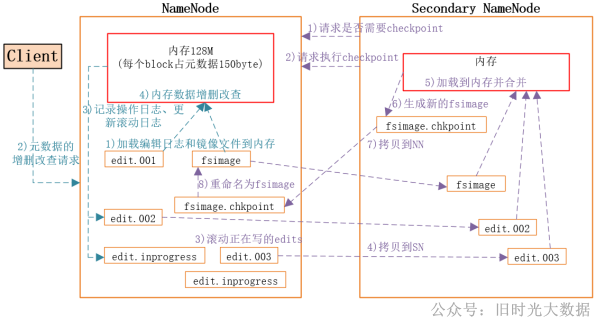 NameNode
Secondary NameNode
Client
内存128M
(每个block占元数据150byte)
4)内存数据增删改查
1)请求是否需要checkpoint
2)请求执行checkpoint
内存
5)加载到内存并合并
3)记录操作日志、更
新滚动日志
6)生成新的fsimage
fsimage.chkpoint
2)元数据的
增删改查请求
1)加载编辑日志和镜像文件到内存
7)拷贝到NN
edit.001
fsimage
8)重命名为fsimage
fsimage
fsimage.chkpoint
edit.002
edit.002
3)滚动正在写的edits
4)拷贝到SN
edit.inprogress
edit.003
edit.003
edit.inprogress
公众号: 旧时光大数据